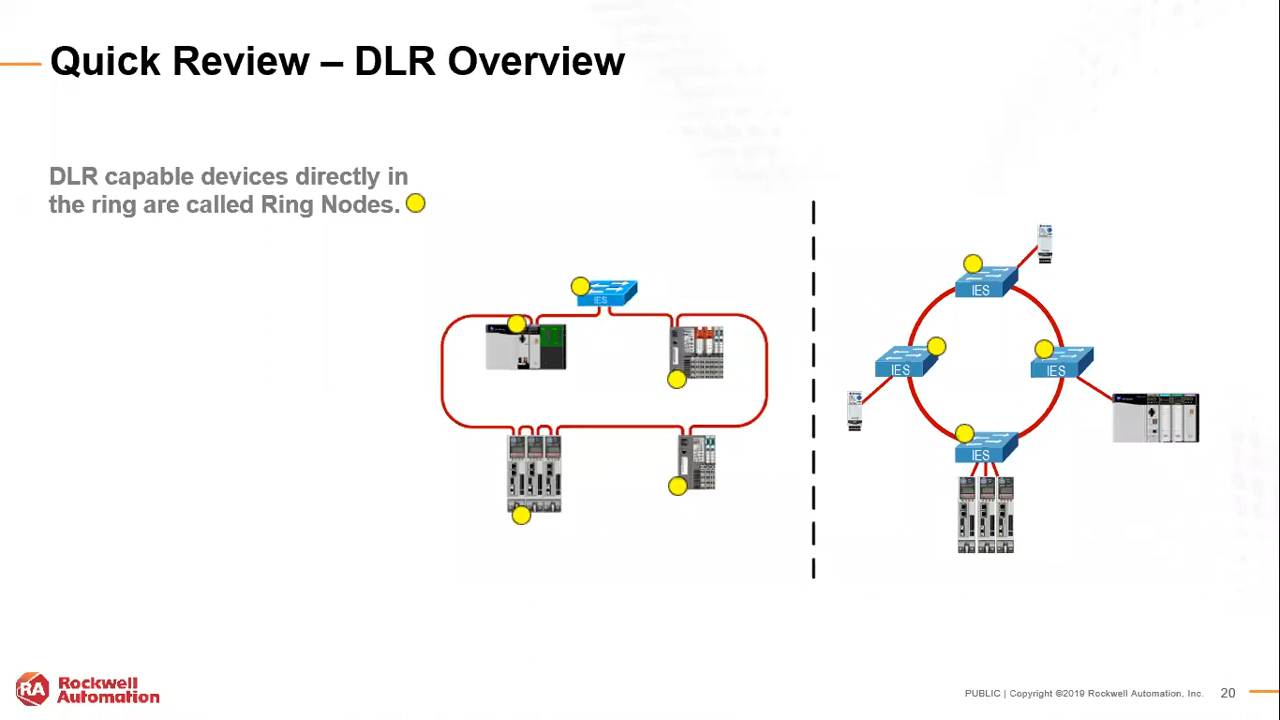 Quick Review – DLR Overview
DLR capable devices directly in
the ring are called Ring Nodes.
IES
IES
IES
IES
IES
RA
Rockwell
Automation
PUBLIC | Copyright ©2019 Rockwell Automation, Inc.
20